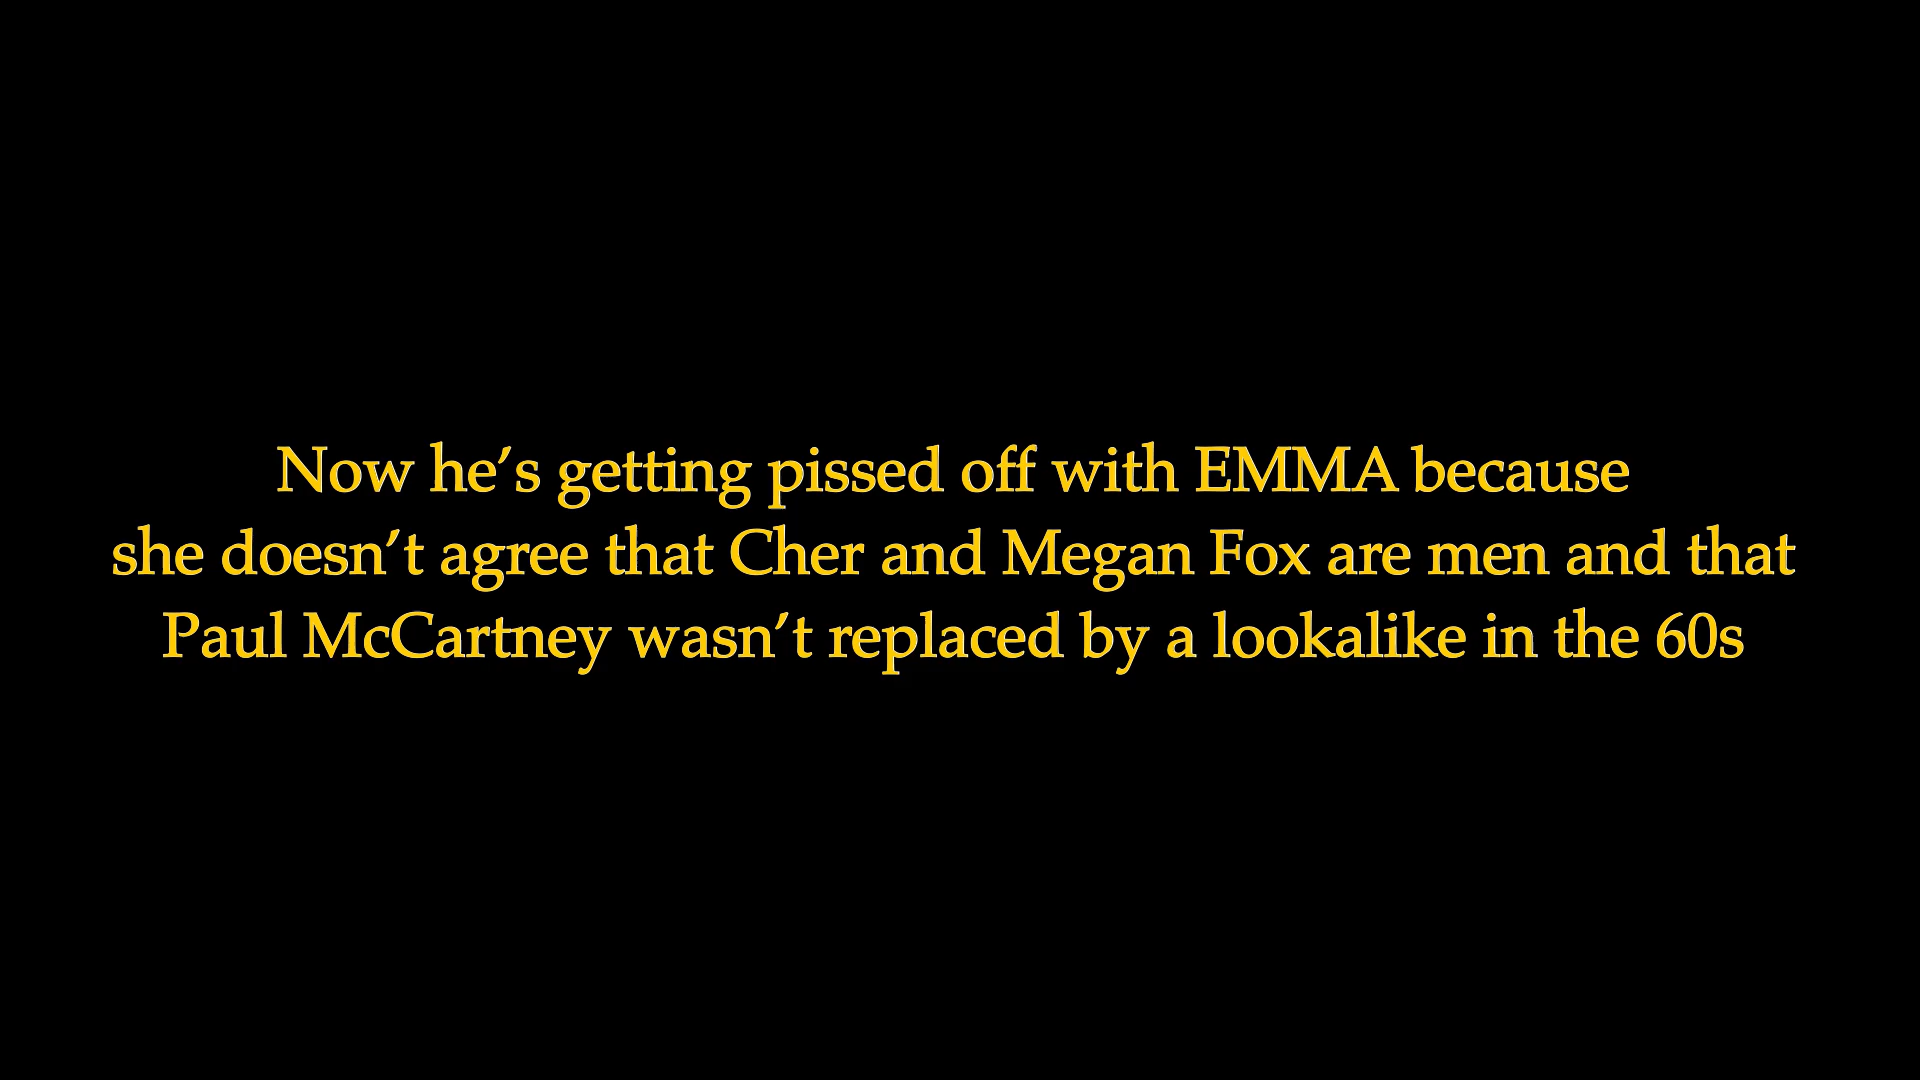 Now he’s getting pissed off with EMMA because
she doesn’t agree that Cher and Megan Fox are men and that
Paul McCartney wasn’t replaced by a lookalike in the 60s